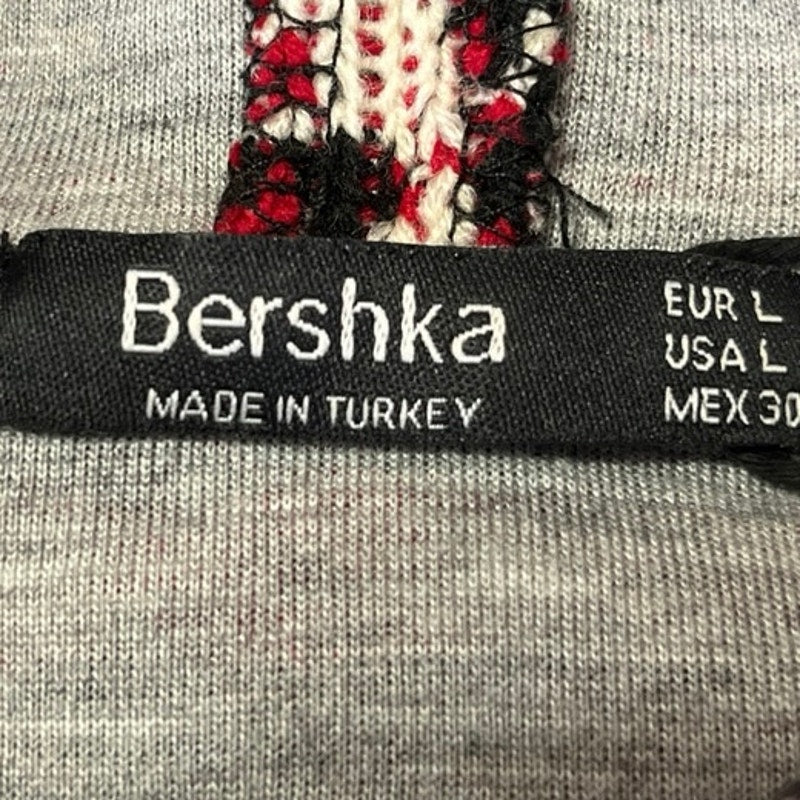 Bershka
MADE IN TURKEY
EUR L
USA L
MEX 30